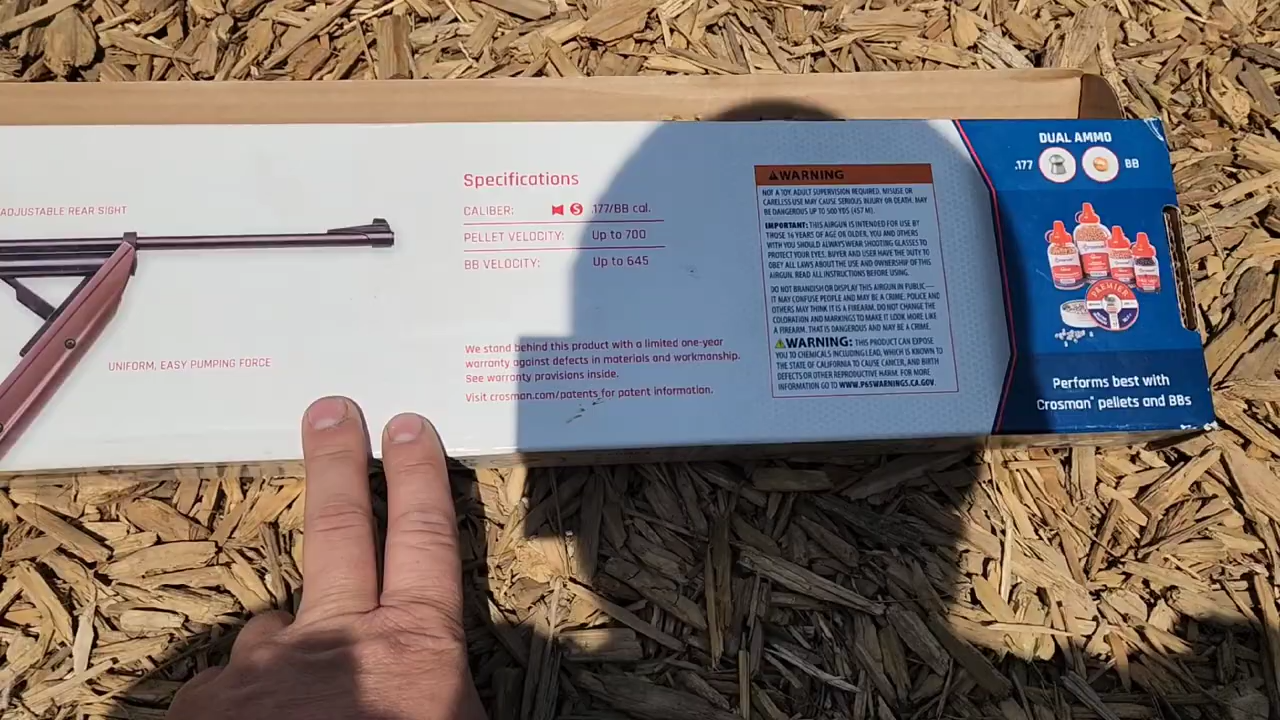 ADJUSTABLE REAR SIGHT
UNIFORM, EASY PUMPING FORCE
Specifications
CALIBER: S .177/BB cal.
PELLET VELOCITY: Up to 700
BB VELOCITY: Up to 645
We stand behind this product with a limited one-year
warranty against defects in materials and workmanship.
See warranty provisions inside.
Visit crosman.com/patents for patent information.
WARNING
NOT A TOY. ADULT SUPERVISION REQUIRED. MISUSE OR
CARELESS USE MAY CAUSE SERIOUS INJURY OR DEATH. MAY
BE DANGEROUS UP TO 500 YDS (457 M).
IMPORTANT: THIS AIRGUN IS INTENDED FOR USE BY
THOSE 16 YEARS OF AGE OR OLDER. YOU AND OTHERS
WITH YOU SHOULD ALWAYS WEAR SHOOTING GLASSES TO
PROTECT YOUR EYES. BUYER AND USER HAVE THE DUTY TO
OBEY ALL LAWS ABOUT THE USE AND OWNERSHIP OF THIS
AIRGUN. READ ALL INSTRUCTIONS BEFORE USING.
DO NOT BRANDISH OR DISPLAY THIS AIRGUN IN PUBLIC—
IT MAY CONFUSE PEOPLE AND MAY BE A CRIME. POLICE AND
OTHERS MAY THINK IT IS A FIREARM. DO NOT CHANGE THE
COLORATION AND MARKINGS TO MAKE IT LOOK MORE LIKE
A FIREARM. THAT IS DANGEROUS AND MAY BE A CRIME.
WARNING: THIS PRODUCT CAN EXPOSE
YOU TO CHEMICALS INCLUDING LEAD, WHICH IS KNOWN TO
THE STATE OF CALIFORNIA TO CAUSE CANCER, AND BIRTH
DEFECTS OR OTHER REPRODUCTIVE HARM. FOR MORE
INFORMATION GO TO WWW.P65WARNINGS.CA.GOV.
DUAL AMMO
.177 BB
PREMIER
Performs best with
Crosman® pellets and BBs